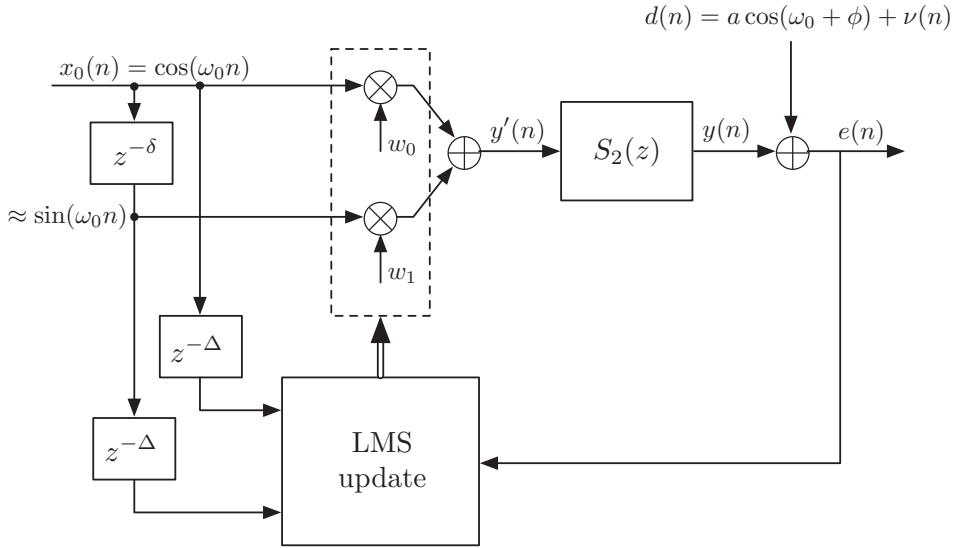 d(n) = a cos(ω₀ + ϕ) + ν(n)
x₀(n) = cos(ω₀n)
z^{−δ}
w₀
y′(n)
S₂(z)
y(n)
e(n)
≈ sin(ω₀n)
w₁
z^{−Δ}
z^{−Δ}
LMS
update